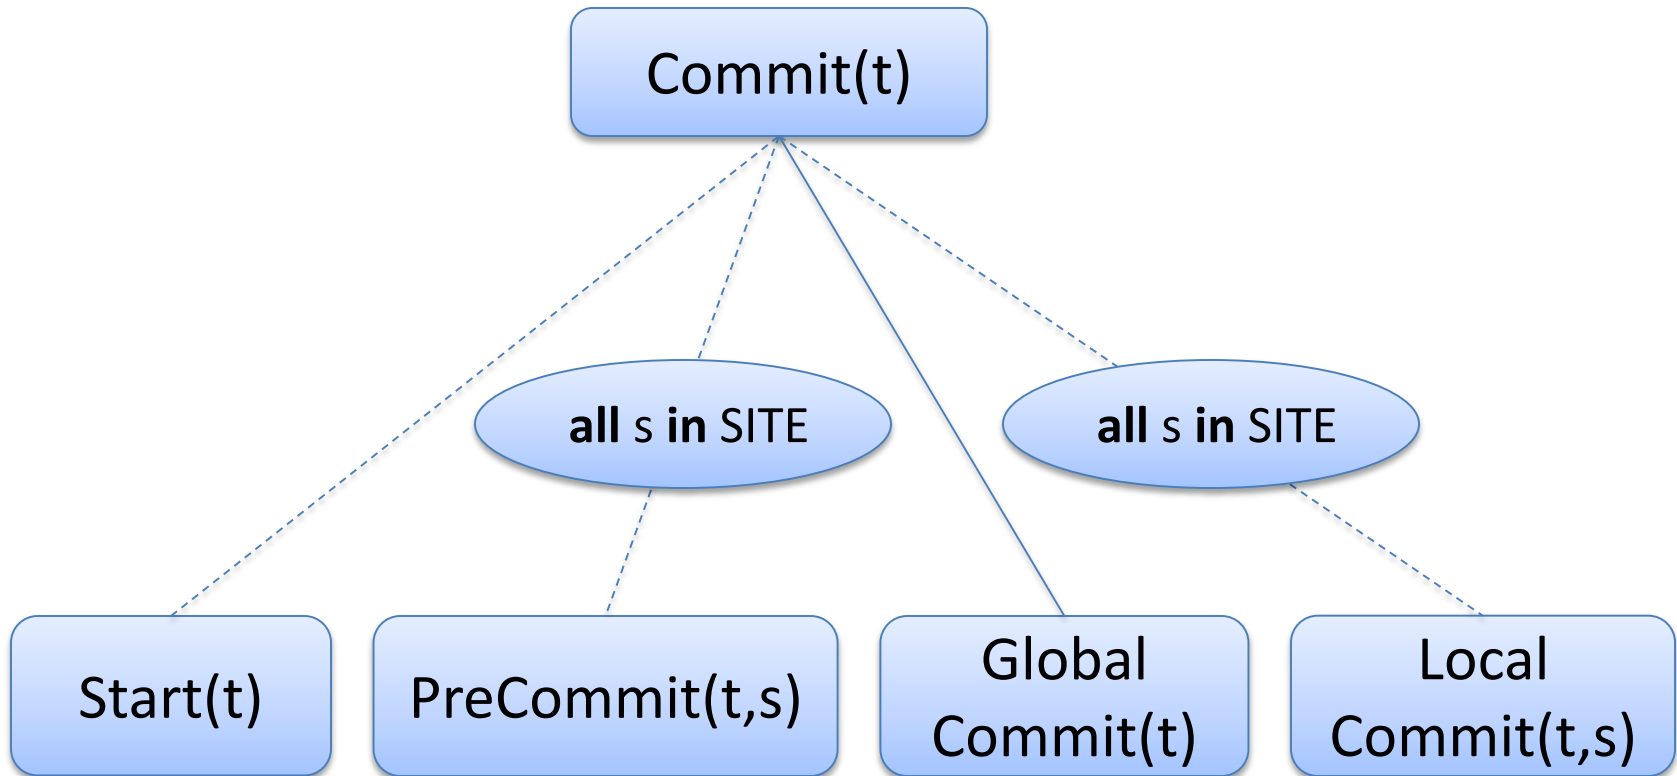 Commit(t)
all s in SITE
all s in SITE
Start(t)
PreCommit(t,s)
Global
Commit(t)
Local
Commit(t,s)